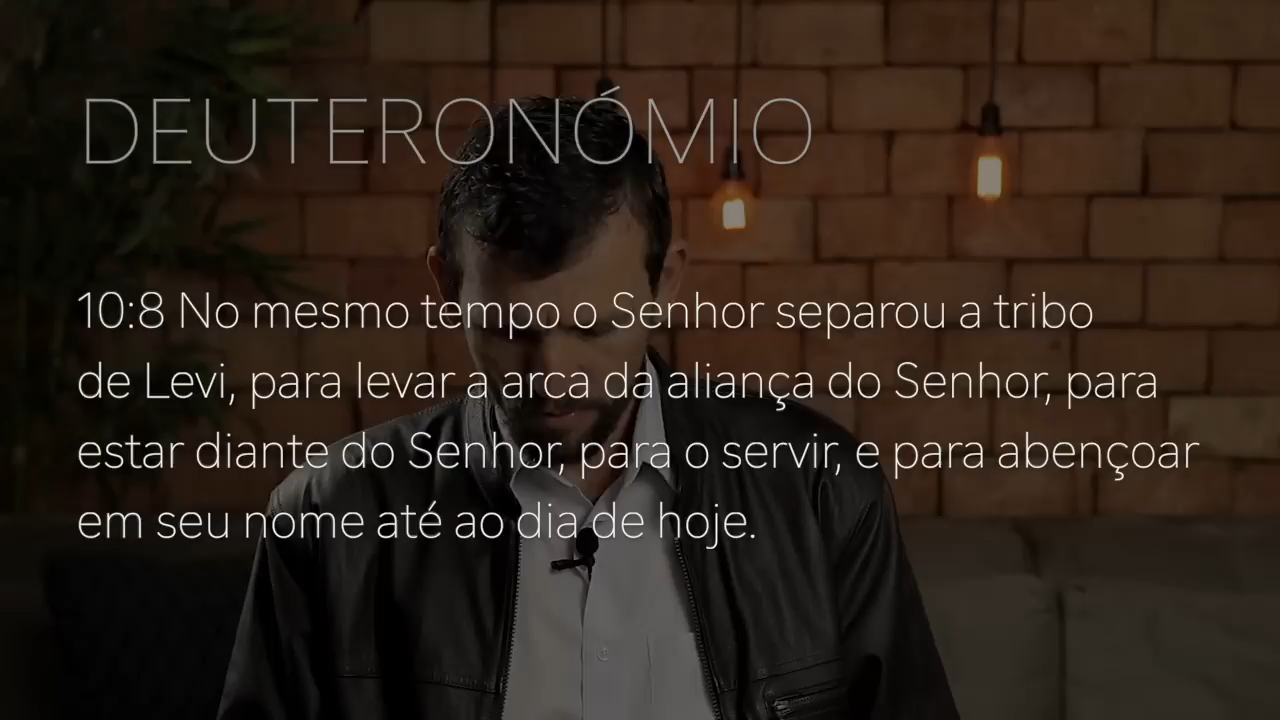 DEUTERONÓMIO
10:8 No mesmo tempo o Senhor separou a tribo
de Levi, para levar a arca da aliança do Senhor, para
estar diante do Senhor, para o servir, e para abençoar
em seu nome até ao dia de hoje.